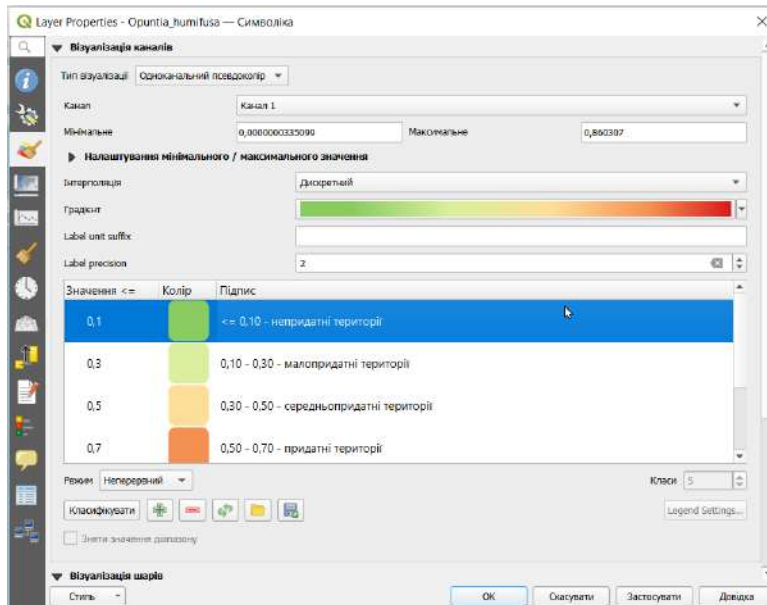 Layer Properties - Opuntia_humifusa — Символіка
Візуалізація каналів
Тип візуалізації Одноканальний псевдоколір
Канал Канал 1
Мінімальне 0,0000000335099 Максимальне 0,860307
Налаштування мінімального / максимального значення
Інтерполяція Дискретний
Градієнт
Label unit suffix
Label precision 2
Значення <= Колір Підпис
0,1 <= 0,10 - непридатні території
0,3 0,10 - 0,30 - малопридатні території
0,5 0,30 - 0,50 - середньопридатні території
0,7 0,50 - 0,70 - придатні території
Режим Неперервний Класи 5
Класифікувати Legend Settings...
Зняти значення діапазону
Візуалізація шарів
Стиль OK Скасувати Застосувати Довідка